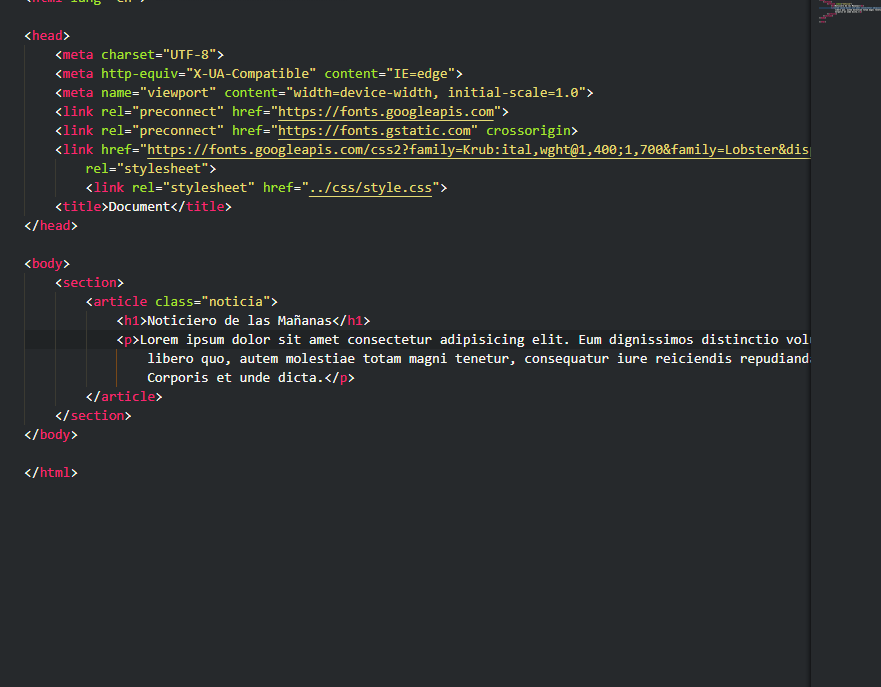 <head>
<meta charset="UTF-8">
<meta http-equiv="X-UA-Compatible" content="IE=edge">
<meta name="viewport" content="width=device-width, initial-scale=1.0">
<link rel="preconnect" href="https://fonts.googleapis.com">
<link rel="preconnect" href="https://fonts.gstatic.com" crossorigin>
<link href="https://fonts.googleapis.com/css2?family=Krub:ital,wght@1,400;1,700&family=Lobster&dis
rel="stylesheet">
<link rel="stylesheet" href="../css/style.css">
<title>Document</title>
</head>
<body>
<section>
<article class="noticia">
<h1>Noticiero de las Mañanas</h1>
<p>Lorem ipsum dolor sit amet consectetur adipisicing elit. Eum dignissimos distinctio volu
libero quo, autem molestiae totam magni tenetur, consequatur iure reiciendis repudianda
Corporis et unde dicta.</p>
</article>
</section>
</body>
</html>